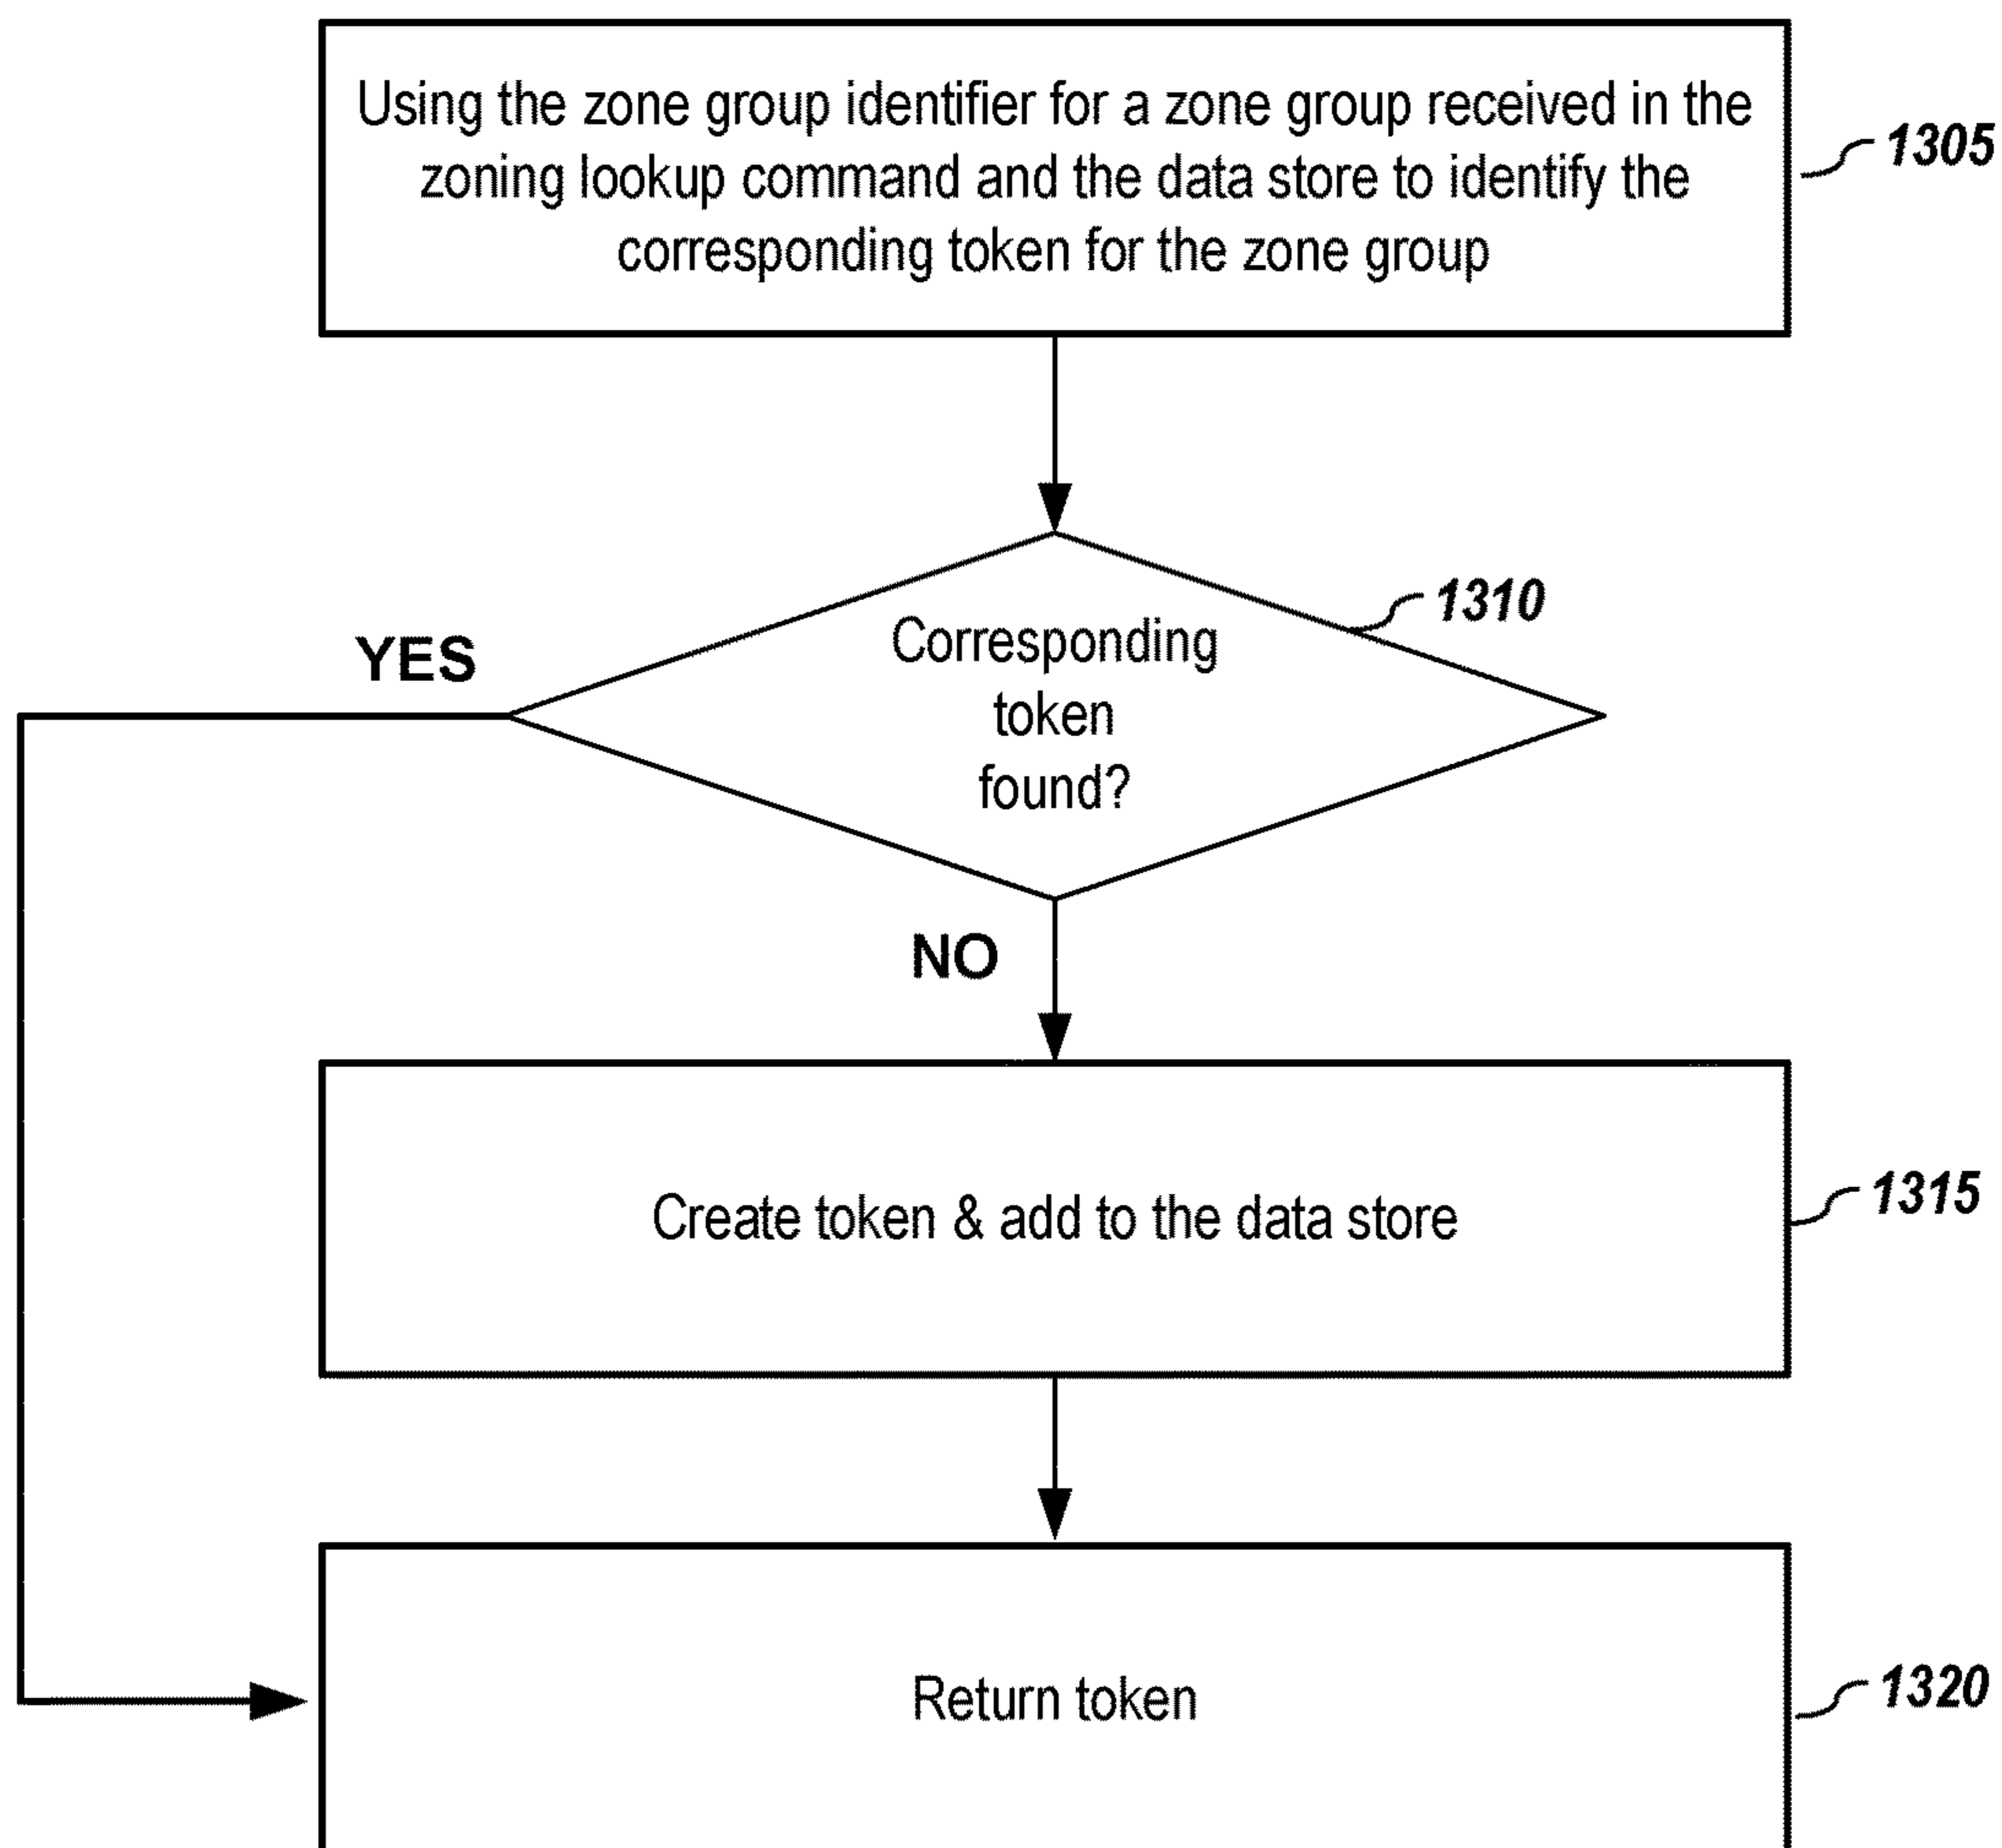 Using the zone group identifier for a zone group received in the
zoning lookup command and the data store to identify the
corresponding token for the zone group
1305
1310
Corresponding
token
found?
YES
NO
Create token & add to the data store
1315
Return token
1320